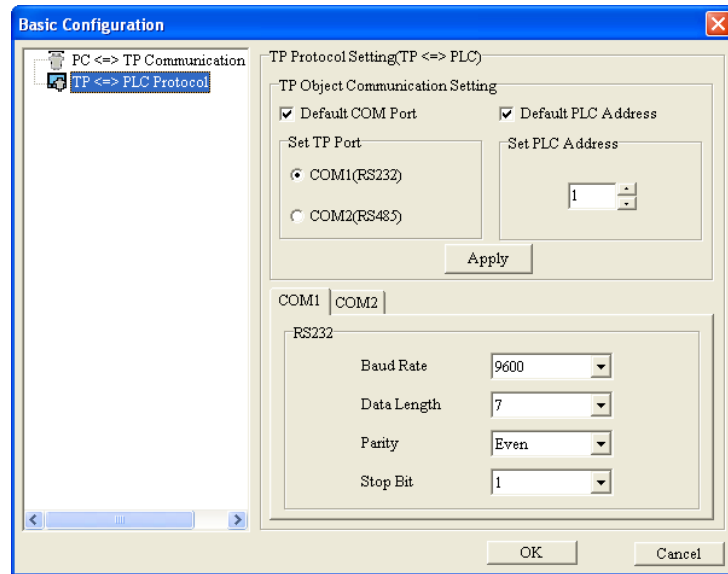 Basic Configuration
PC <=> TP Communication
TP <=> PLC Protocol
TP Protocol Setting(TP <=> PLC)
TP Object Communication Setting
Default COM Port
Default PLC Address
Set TP Port
Set PLC Address
COM1(RS232)
1
COM2(RS485)
Apply
COM1
COM2
RS232
Baud Rate 9600
Data Length 7
Parity Even
Stop Bit 1
OK
Cancel